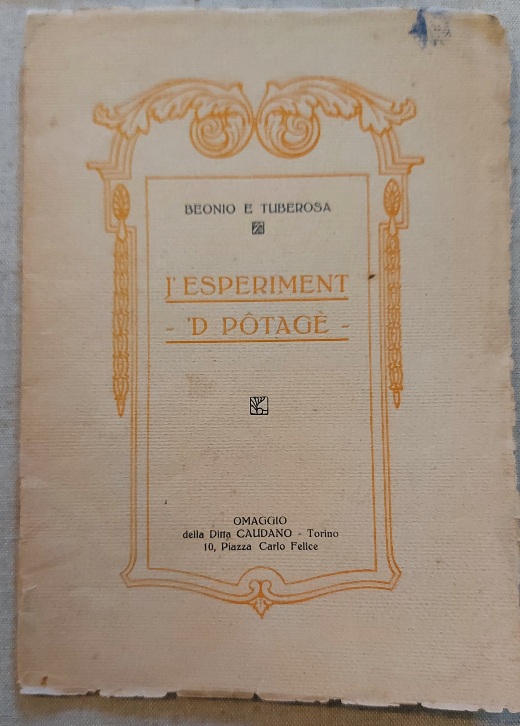 BEONIO E TUBEROSA
I' ESPERIMENT
- 'D PÔTAGÈ -
OMAGGIO
della Ditta CAUDANO - Torino
10, Piazza Carlo Felice